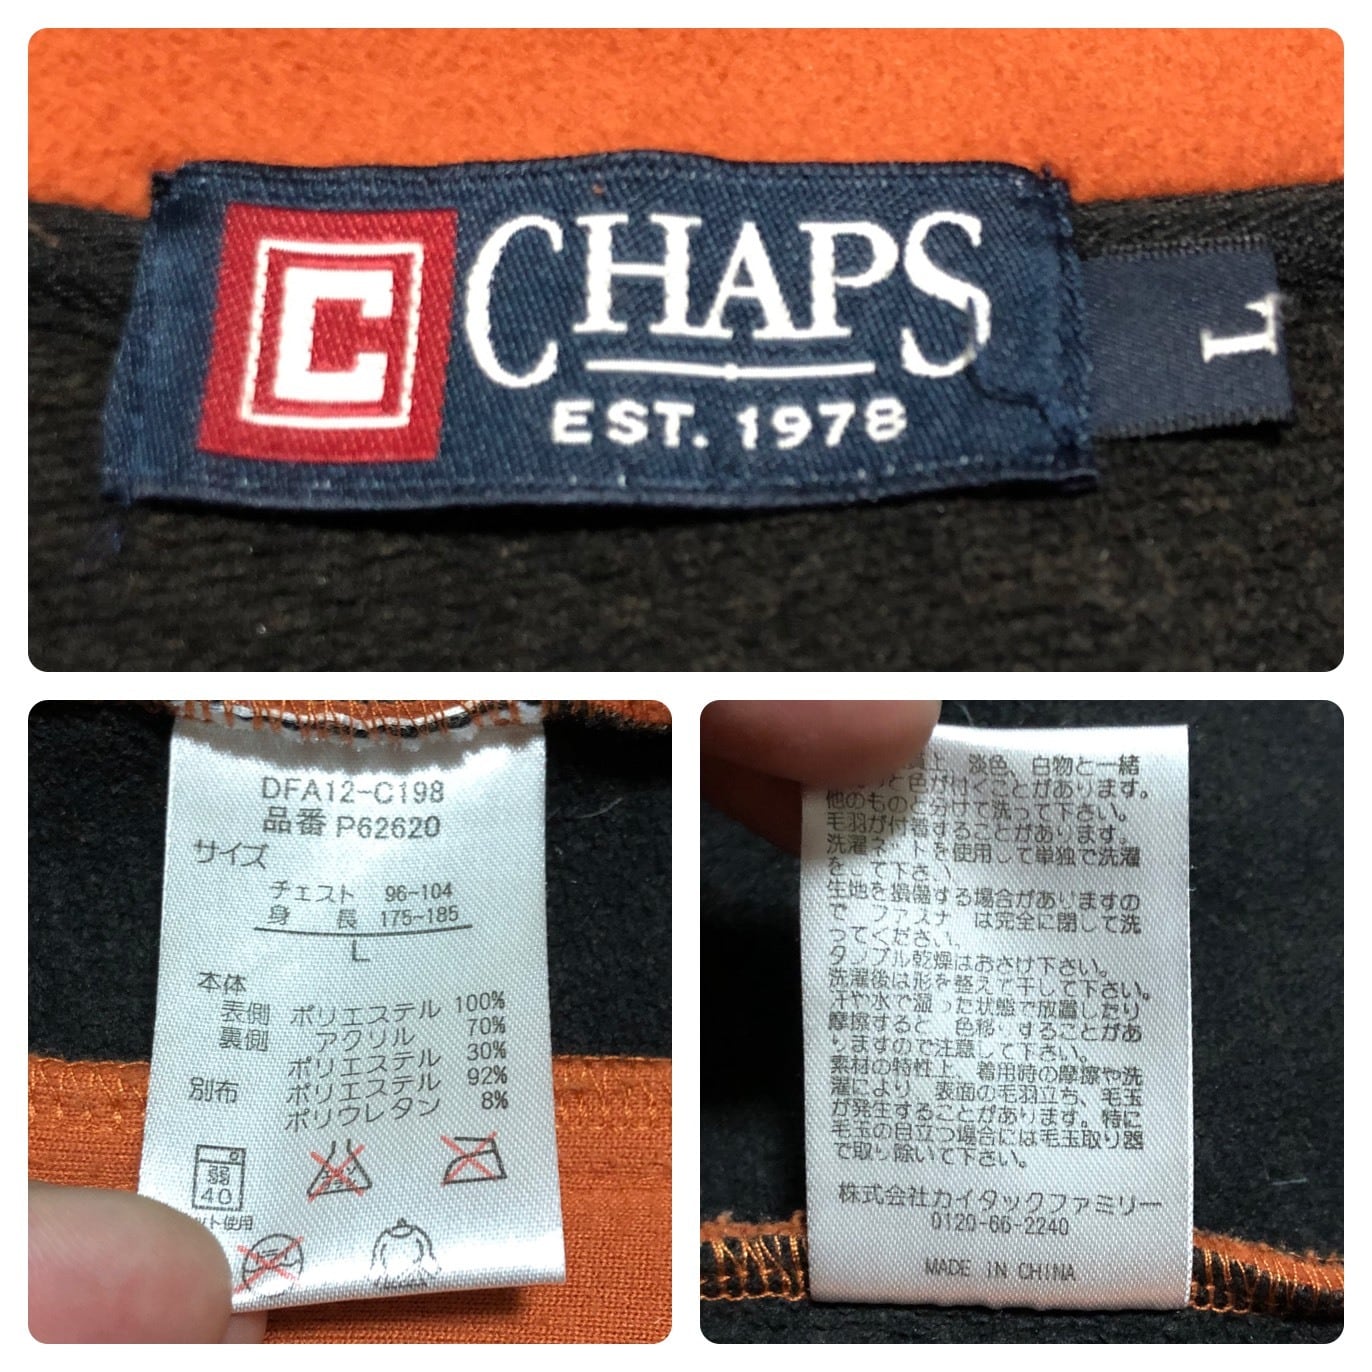 C CHAPS
EST. 1978
L
DFA12-C198
品番 P62620
サイズ
チェスト 96~104
身 長 175~185
L
本体
表側 ポリエステル 100%
裏側 アクリル 70%
ポリエステル 30%
別布 ポリエステル 92%
ポリウレタン 8%
弱
40
ット使用
上、淡色、白物と一緒
と色が付くことがあります。
他のものと分けて洗って下さい。
毛羽が付着することがあります。
洗濯ネットを使用して単独で洗濯
をして下さい
生地を損傷する場合がありますの
で ファスナ は完全に閉じて洗
ってください。
タンブル乾燥はおさけ下さい。
洗濯後は形を整えて干して下さい。
汗や水で湿った状態で放置したり
摩擦すると、色移りすることがあ
りますので注意して下さい。
素材の特性上、着用時の摩擦や洗
濯により、表面の毛羽立ち、毛玉
が発生することがあります。特に
毛玉の目立つ場合には毛玉取り器
で取り除いて下さい。
株式会社カイタックファミリー
0120-66-2240
MADE IN CHINA